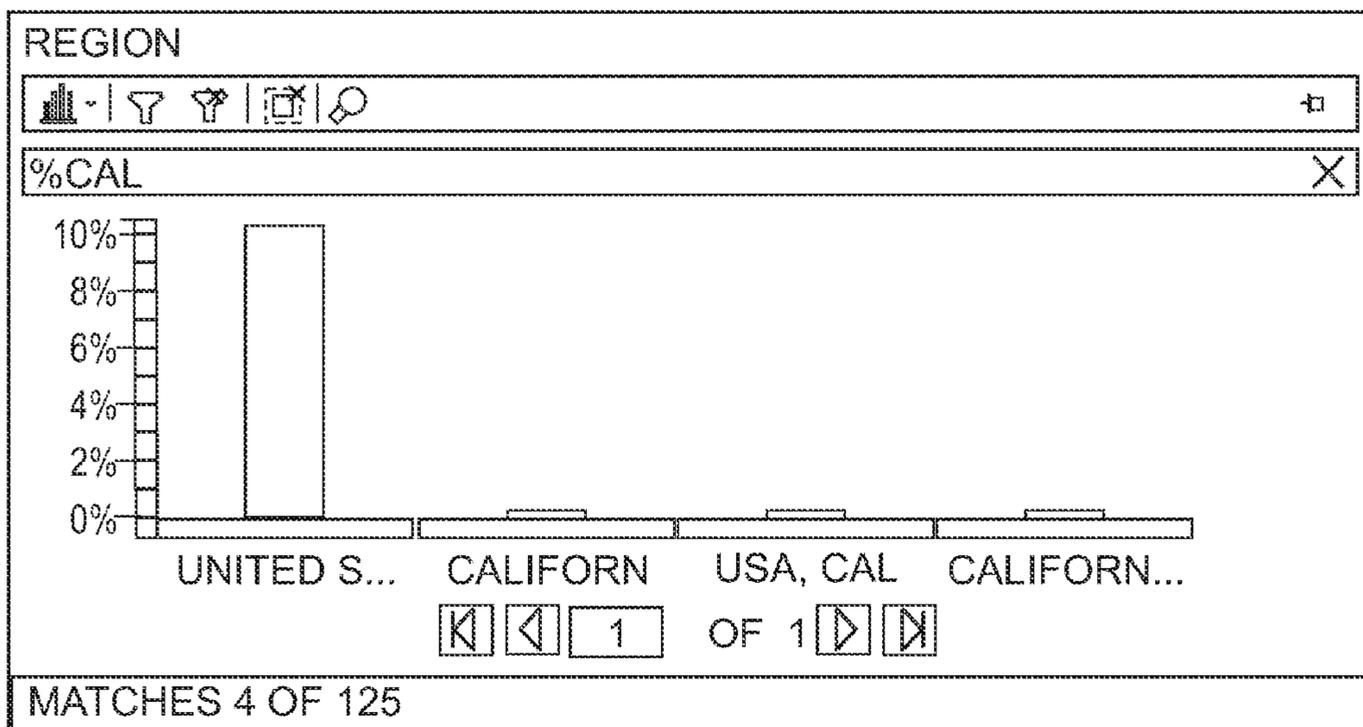 REGION
%CAL
10%
8%
6%
4%
2%
0%
UNITED S... CALIFORN USA, CAL CALIFORN...
1 OF 1
MATCHES 4 OF 125